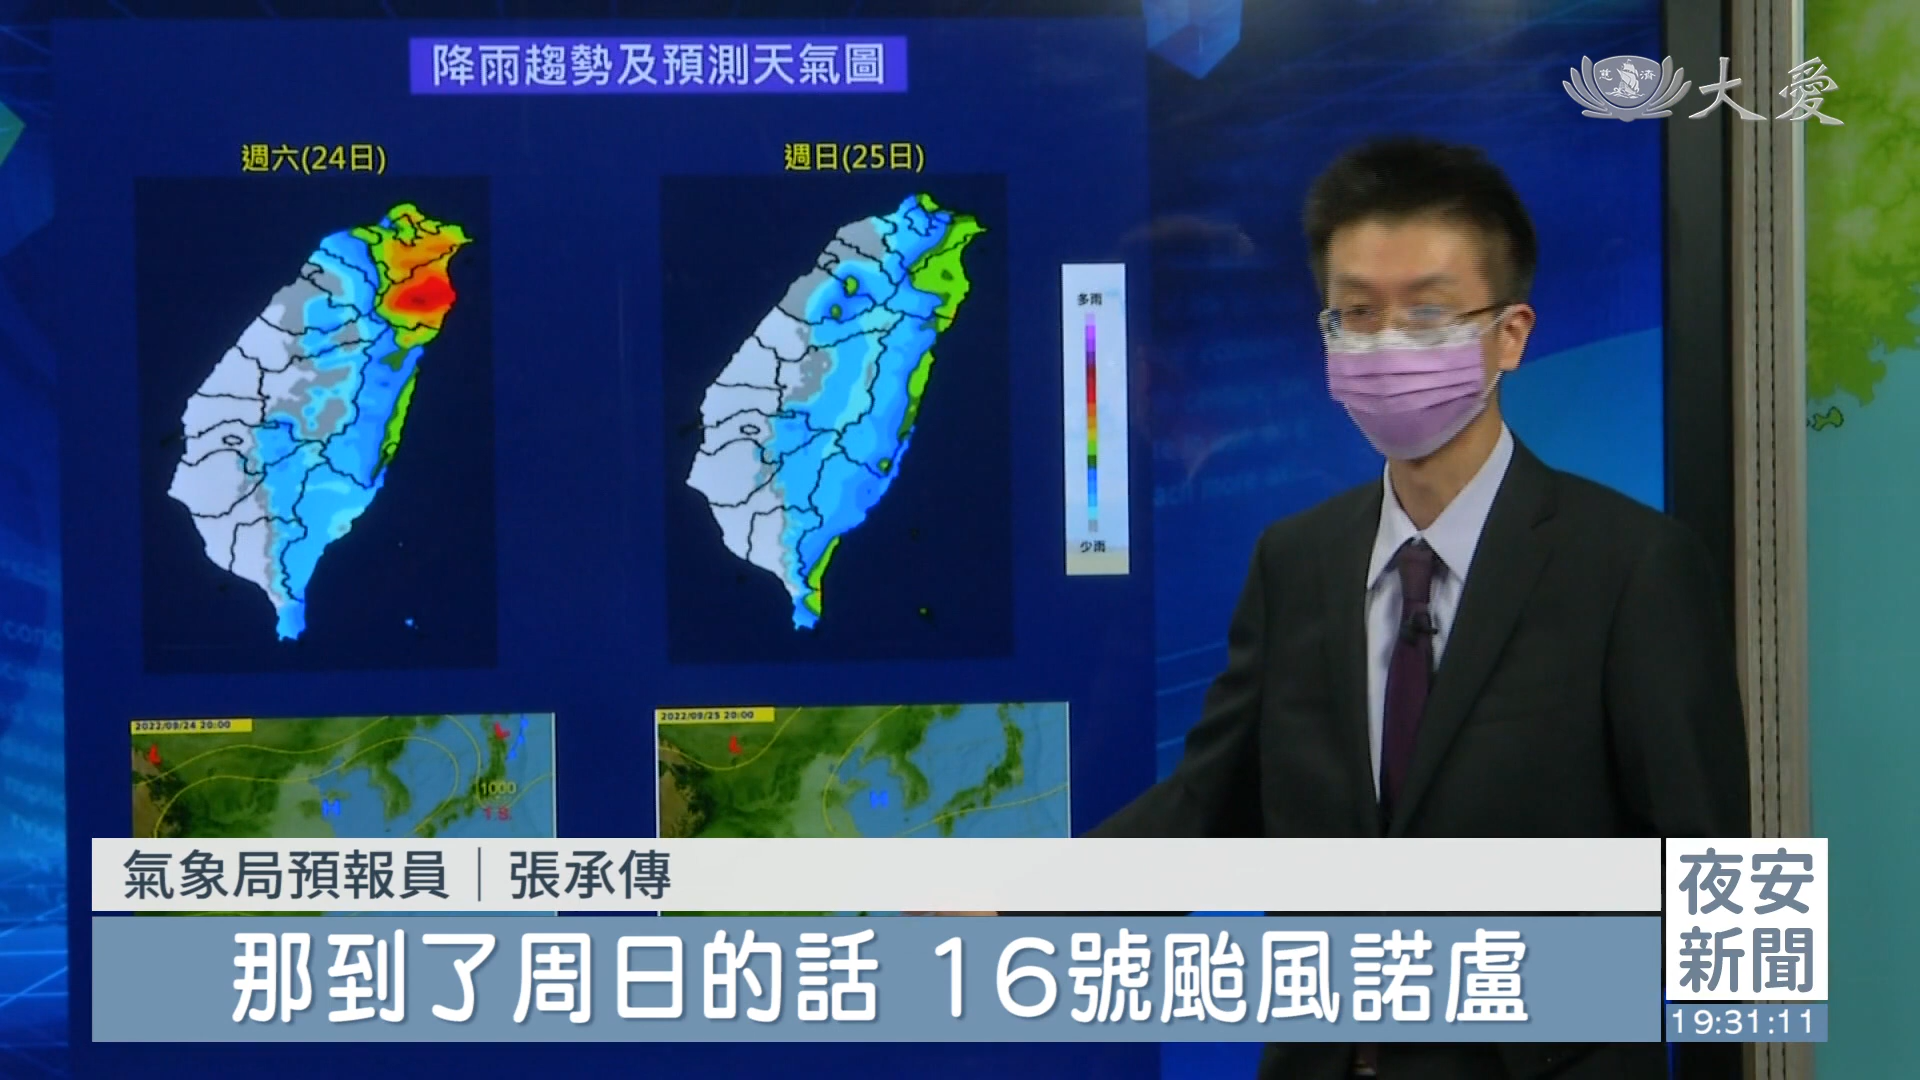 降雨趨勢及預測天氣圖
慈 濟
大愛
週六(24日)
週日(25日)
多雨
少雨
2022/09/24 20:00
2022/09/25 20:00
L
L
L
H
H
1000
T.S.
氣象局預報員｜張承傳
那到了周日的話 16號颱風諾盧
夜安
新聞
19:31:11